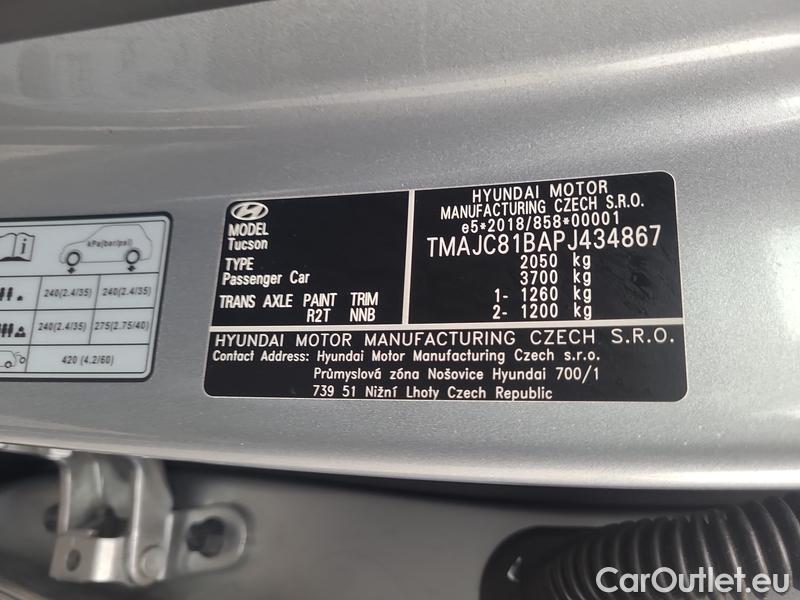 kPa(bar/psi)
240(2.4/35) 240(2.4/35)
240(2.4/35) 275(2.75/40)
420 (4.2/60)
MODEL
Tucson
TYPE
Passenger Car
TRANS AXLE PAINT TRIM
R2T NNB
HYUNDAI MOTOR
MANUFACTURING CZECH S.R.O.
e5*2018/858*00001
TMAJC81BAPJ434867
2050 kg
3700 kg
1- 1260 kg
2- 1200 kg
HYUNDAI MOTOR MANUFACTURING CZECH S.R.O.
Contact Address: Hyundai Motor Manufacturing Czech s.r.o.
Průmyslová zóna Nošovice Hyundai 700/1
739 51 Nižní Lhoty Czech Republic
CarOutlet.eu